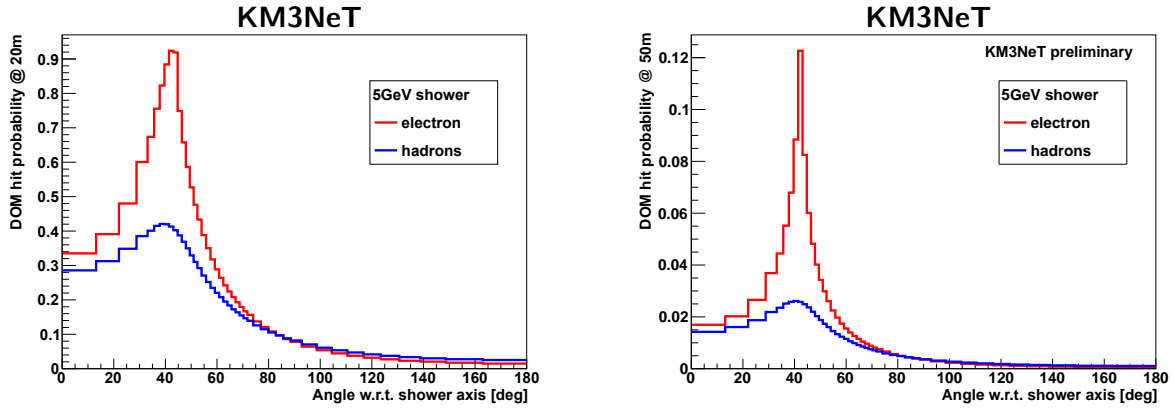 KM3NeT
DOM hit probability @ 20m
0.9
0.8
0.7
0.6
0.5
0.4
0.3
0.2
0.1
0
5GeV shower
electron
hadrons
0 20 40 60 80 100 120 140 160 180
Angle w.r.t. shower axis [deg]
KM3NeT
DOM hit probability @ 50m
KM3NeT preliminary
0.12
0.1
0.08
0.06
0.04
0.02
0
5GeV shower
electron
hadrons
0 20 40 60 80 100 120 140 160 180
Angle w.r.t. shower axis [deg]